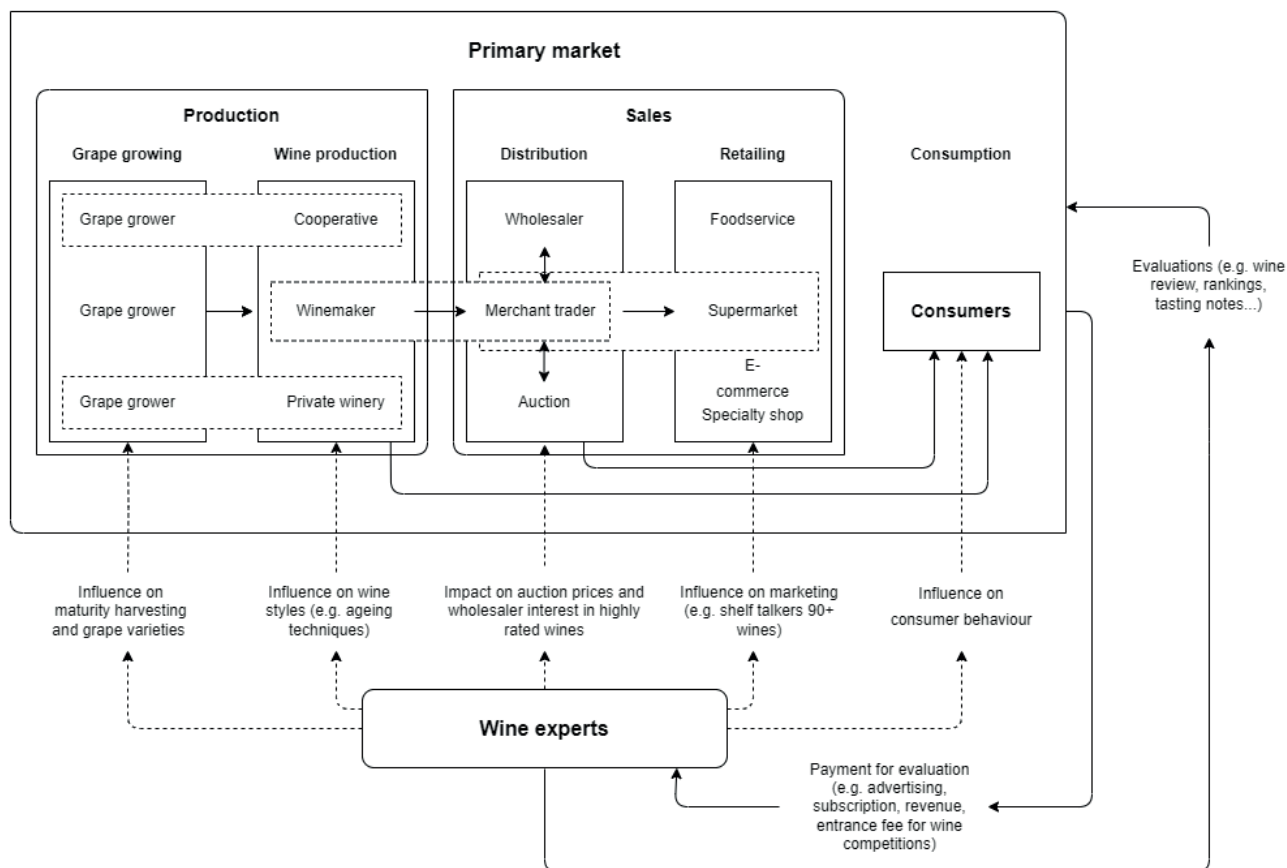 Primary market
Production
Sales
Grape growing
Wine production
Distribution
Retailing
Consumption
Grape grower
Cooperative
Wholesaler
Foodservice
Grape grower
Winemaker
Merchant trader
Supermarket
Consumers
Grape grower
Private winery
Auction
E-
commerce
Specialty shop
Evaluations (e.g. wine
review, rankings,
tasting notes...)
Influence on
maturity harvesting
and grape varieties
Influence on wine
styles (e.g. ageing
techniques)
Impact on auction prices and
wholesaler interest in highly
rated wines
Influence on marketing
(e.g. shelf talkers 90+
wines)
Influence on
consumer behaviour
Wine experts
Payment for evaluation
(e.g. advertising,
subscription, revenue,
entrance fee for wine
competitions)